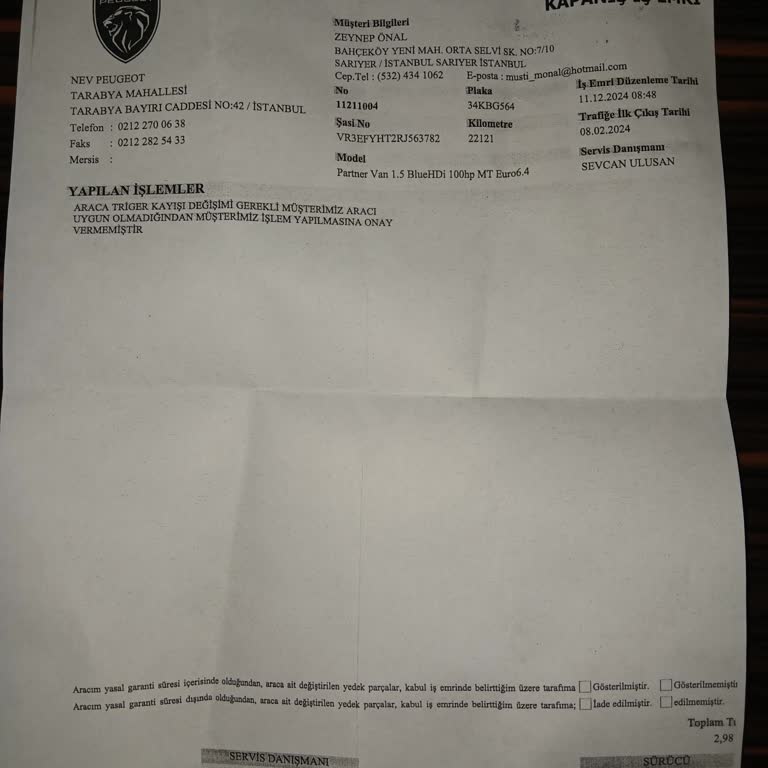 PEUGEOT
KAPANIŞ İŞ EMRİ
Müşteri Bilgileri
ZEYNEP ÖNAL
BAHÇEKÖY YENİ MAH. ORTA SELVİ SK. NO:7/10
SARIYER / İSTANBUL SARIYER İSTANBUL
Cep.Tel : (532) 434 1062 E-posta : musti_monal@hotmail.com
NEV PEUGEOT
TARABYA MAHALLESİ
TARABYA BAYIRI CADDESİ NO:42 / İSTANBUL
Telefon : 0212 270 06 38
Faks : 0212 282 54 33
Mersis :
No Plaka
11211004 34KBG564
Şasi No Kilometre
VR3EFYHT2RJ563782 22121
Model
Partner Van 1.5 BlueHDi 100hp MT Euro6.4
İş Emri Düzenleme Tarihi
11.12.2024 08:48
Trafiğe İlk Çıkış Tarihi
08.02.2024
Servis Danışmanı
SEVCAN ULUSAN
YAPILAN İŞLEMLER
ARACA TRİGER KAYIŞI DEĞİŞİMİ GEREKLİ MÜŞTERİMİZ ARACI
UYGUN OLMADIĞINDAN MÜŞTERİMİZ İŞLEM YAPILMASINA ONAY
VERMEMİŞTİR
Aracım yasal garanti süresi içerisinde olduğundan, araca ait değiştirilen yedek parçalar, kabul iş emrinde belirttiğim üzere tarafıma Gösterilmiştir. Gösterilmemiştir
Aracım yasal garanti süresi dışında olduğundan, araca ait değiştirilen yedek parçalar, kabul iş emrinde belirttiğim üzere tarafıma; İade edilmiştir. edilmemiştir.
Toplam Tı
2,98
SERVİS DANIŞMANI SÜRÜCÜ